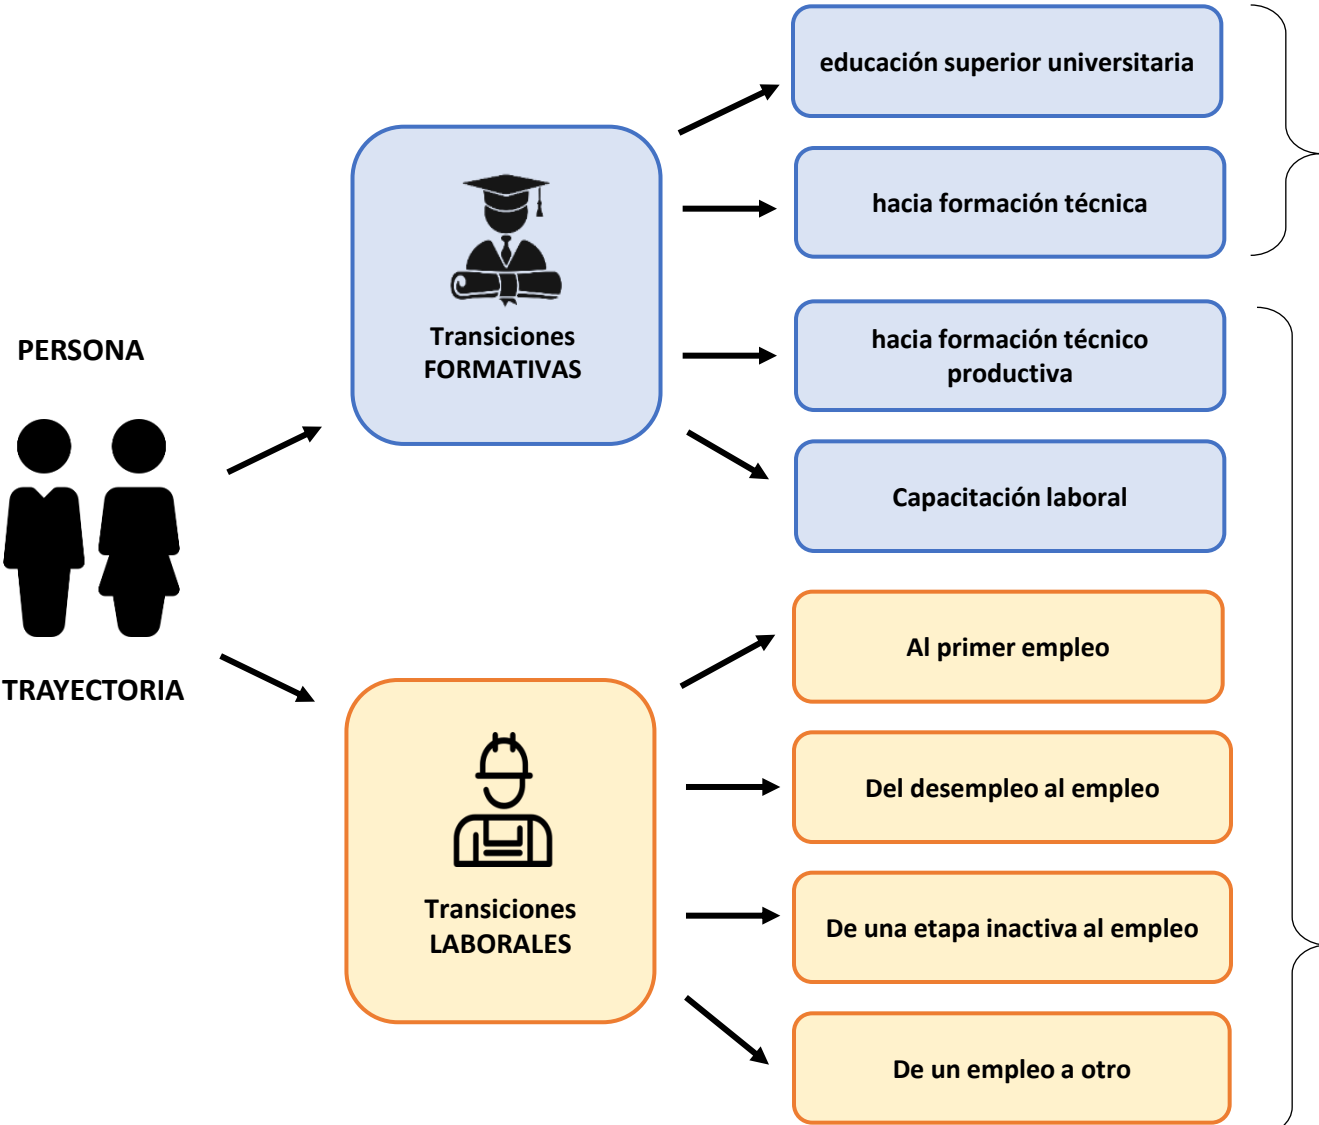 PERSONA
TRAYECTORIA
Transiciones
FORMATIVAS
educación superior universitaria
hacia formación técnica
hacia formación técnico
productiva
Capacitación laboral
Transiciones
LABORALES
Al primer empleo
Del desempleo al empleo
De una etapa inactiva al empleo
De un empleo a otro